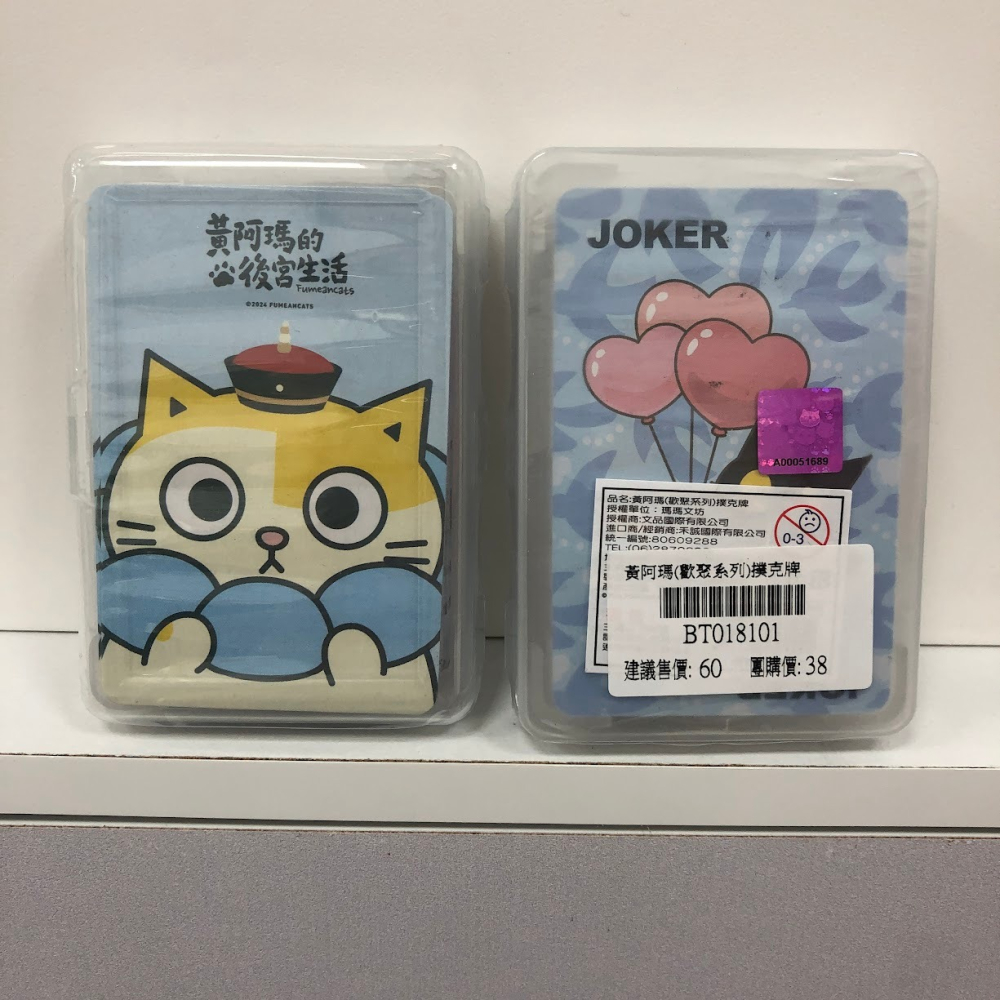 黃阿瑪的
後宮生活
Fumeancats
©2024 FUMEANCATS
JOKER
A00051689
品名:黃阿瑪(歡聚系列)撲克牌
授權單位:瑪瑪文坊
授權商:文品國際有限公司
進口商/經銷商:禾誠國際有限公司
統一編號:80609288
TEL:(06)
0-3
黃阿瑪(歡聚系列)撲克牌
BT018101
建議售價: 60 團購價: 38
JOKER